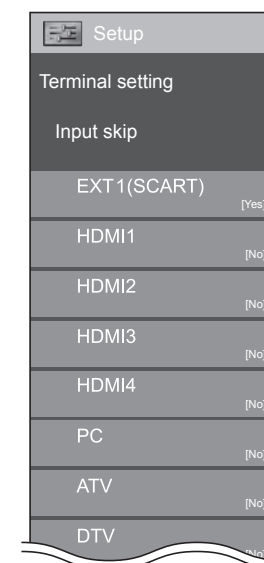 Setup
Terminal setting
Input skip
EXT1(SCART)
[Yes]
HDMI1
[No]
HDMI2
[No]
HDMI3
[No]
HDMI4
[No]
PC
[No]
ATV
[No]
DTV
[No]